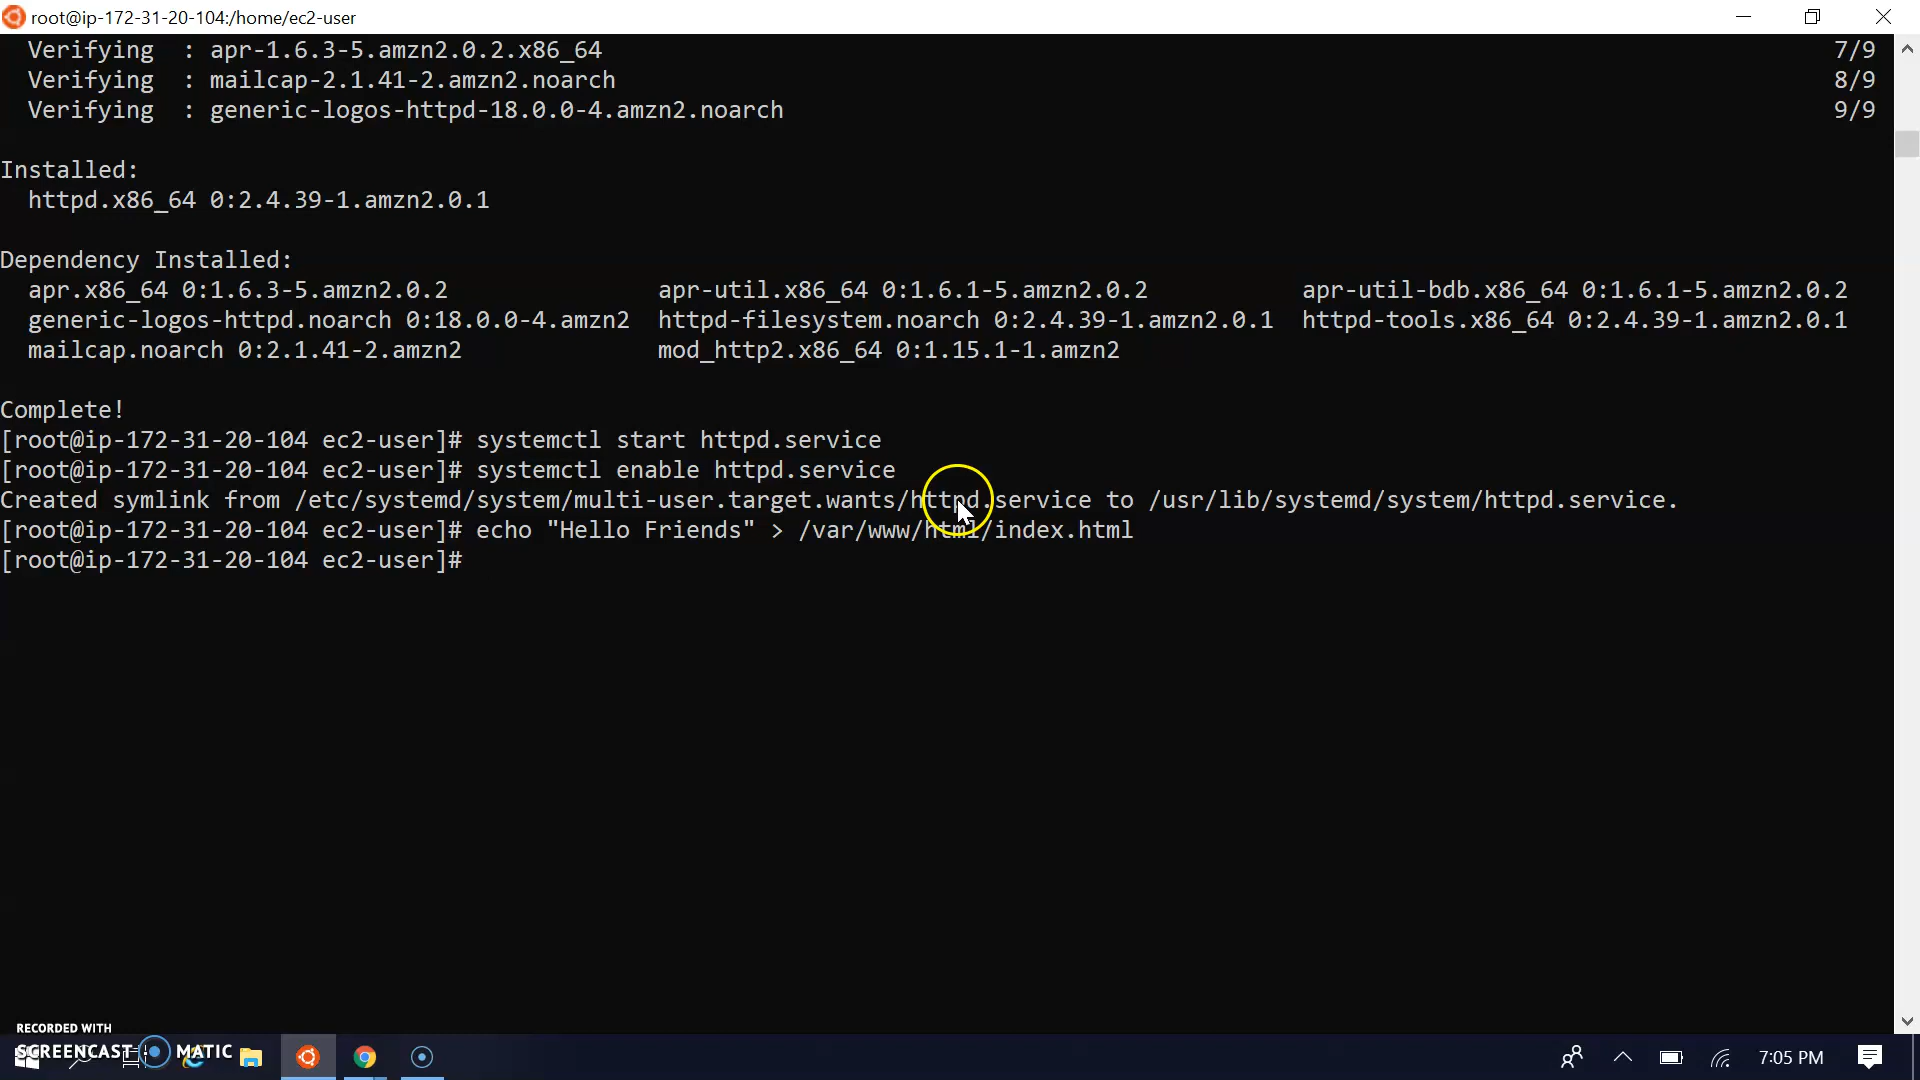 root@ip-172-31-20-104:/home/ec2-user
Verifying  : apr-1.6.3-5.amzn2.0.2.x86_64 7/9
Verifying  : mailcap-2.1.41-2.amzn2.noarch 8/9
Verifying  : generic-logos-httpd-18.0.0-4.amzn2.noarch 9/9
Installed:
httpd.x86_64 0:2.4.39-1.amzn2.0.1
Dependency Installed:
apr.x86_64 0:1.6.3-5.amzn2.0.2 apr-util.x86_64 0:1.6.1-5.amzn2.0.2 apr-util-bdb.x86_64 0:1.6.1-5.amzn2.0.2
generic-logos-httpd.noarch 0:18.0.0-4.amzn2 httpd-filesystem.noarch 0:2.4.39-1.amzn2.0.1 httpd-tools.x86_64 0:2.4.39-1.amzn2.0.1
mailcap.noarch 0:2.1.41-2.amzn2 mod_http2.x86_64 0:1.15.1-1.amzn2
Complete!
[root@ip-172-31-20-104 ec2-user]# systemctl start httpd.service
[root@ip-172-31-20-104 ec2-user]# systemctl enable httpd.service
Created symlink from /etc/systemd/system/multi-user.target.wants/httpd.service to /usr/lib/systemd/system/httpd.service.
[root@ip-172-31-20-104 ec2-user]# echo "Hello Friends" > /var/www/html/index.html
[root@ip-172-31-20-104 ec2-user]#
RECORDED WITH
SCREENCAST MATIC
7:05 PM